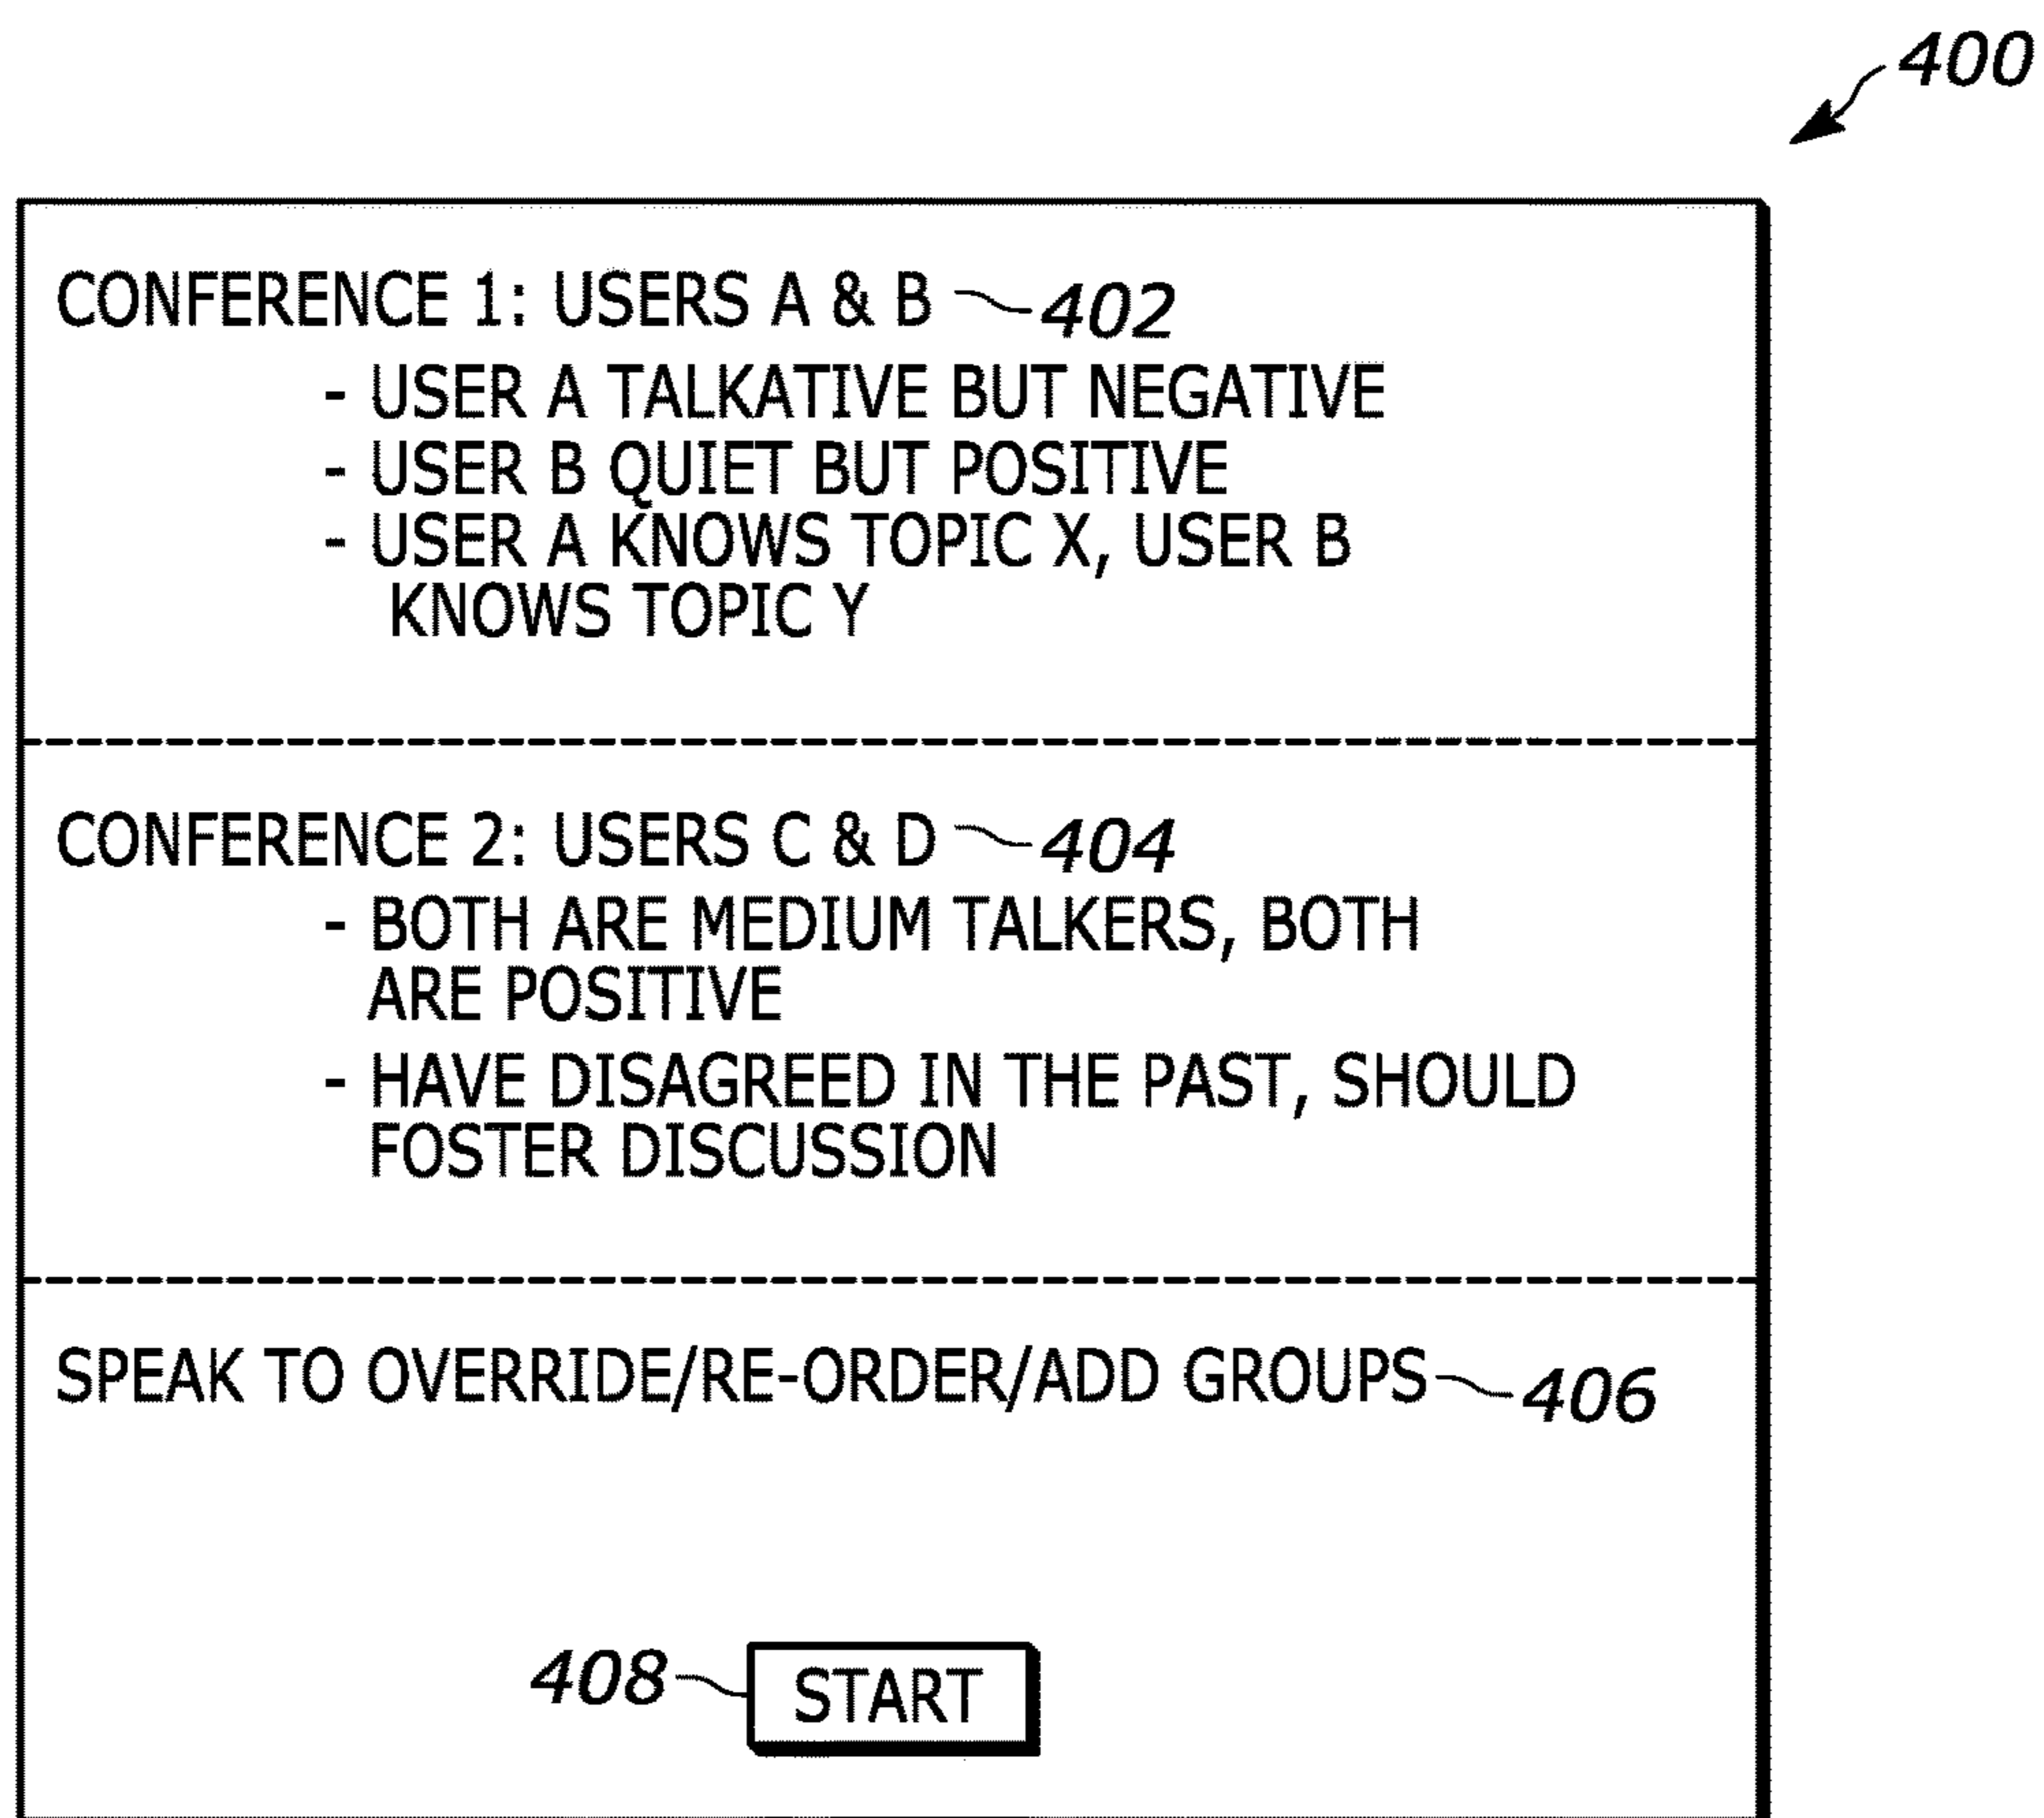 400
CONFERENCE 1: USERS A & B 402
- USER A TALKATIVE BUT NEGATIVE
- USER B QUIET BUT POSITIVE
- USER A KNOWS TOPIC X, USER B
KNOWS TOPIC Y
CONFERENCE 2: USERS C & D 404
- BOTH ARE MEDIUM TALKERS, BOTH
ARE POSITIVE
- HAVE DISAGREED IN THE PAST, SHOULD
FOSTER DISCUSSION
SPEAK TO OVERRIDE/RE-ORDER/ADD GROUPS 406
408 START